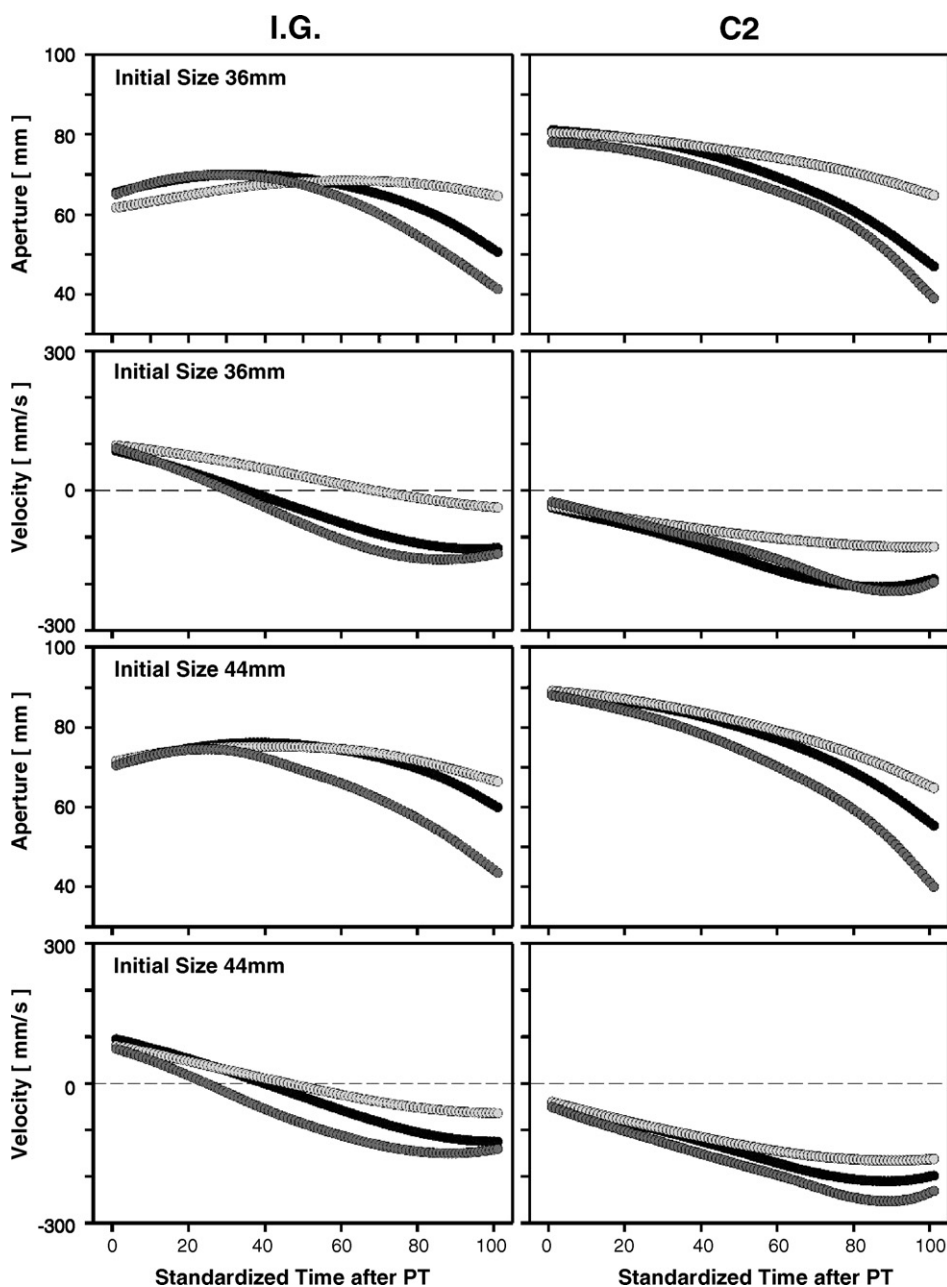 I.G. C2
Initial Size 36mm
Aperture [ mm ]
100
80
60
40
Initial Size 36mm
Velocity [ mm/s ]
300
0
-300
Initial Size 44mm
Aperture [ mm ]
100
80
60
40
Initial Size 44mm
Velocity [ mm/s ]
300
0
-300
0 20 40 60 80 100 0 20 40 60 80 100
Standardized Time after PT Standardized Time after PT